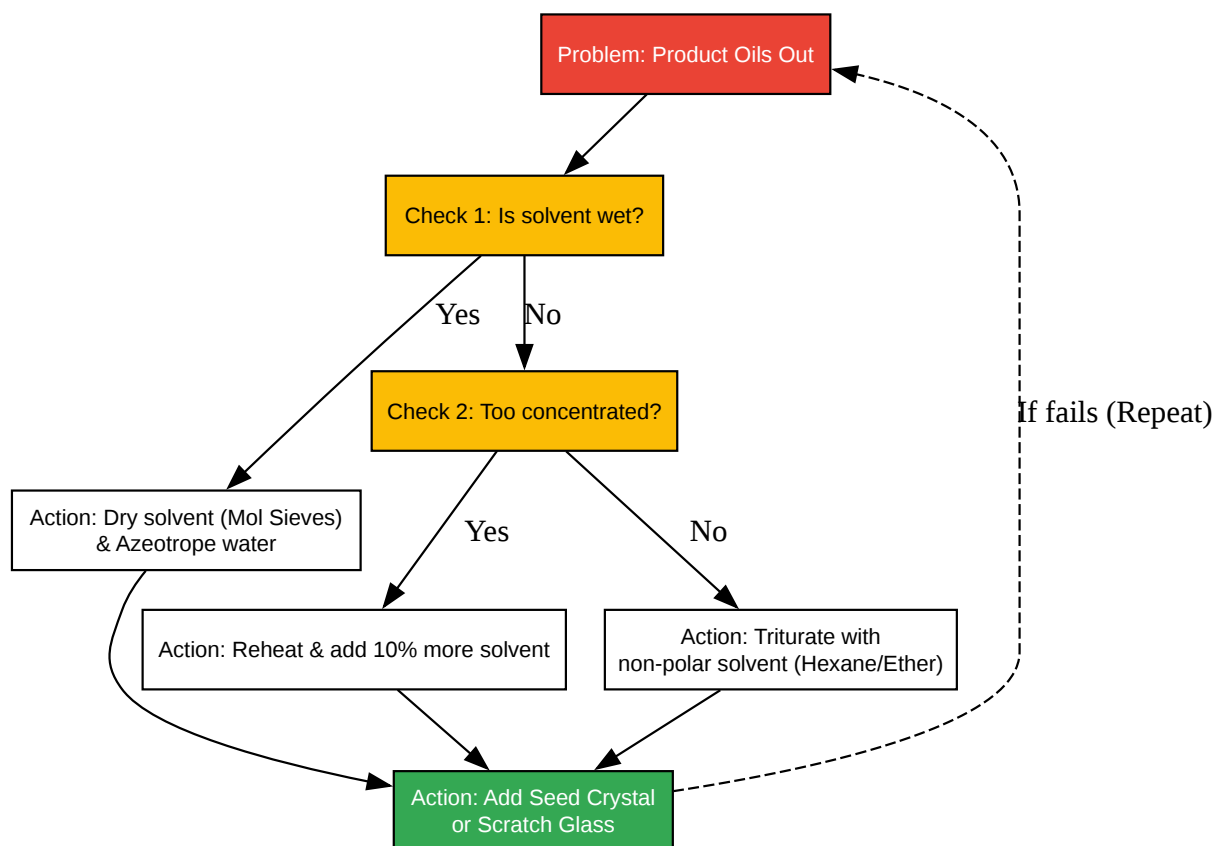 Problem: Product Oils Out
Check 1: Is solvent wet?
Yes
No
Check 2: Too concentrated?
If fails (Repeat)
Action: Dry solvent (Mol Sieves)
& Azeotrope water
Yes
No
Action: Reheat & add 10% more solvent
Action: Triturate with
non-polar solvent (Hexane/Ether)
Action: Add Seed Crystal
or Scratch Glass